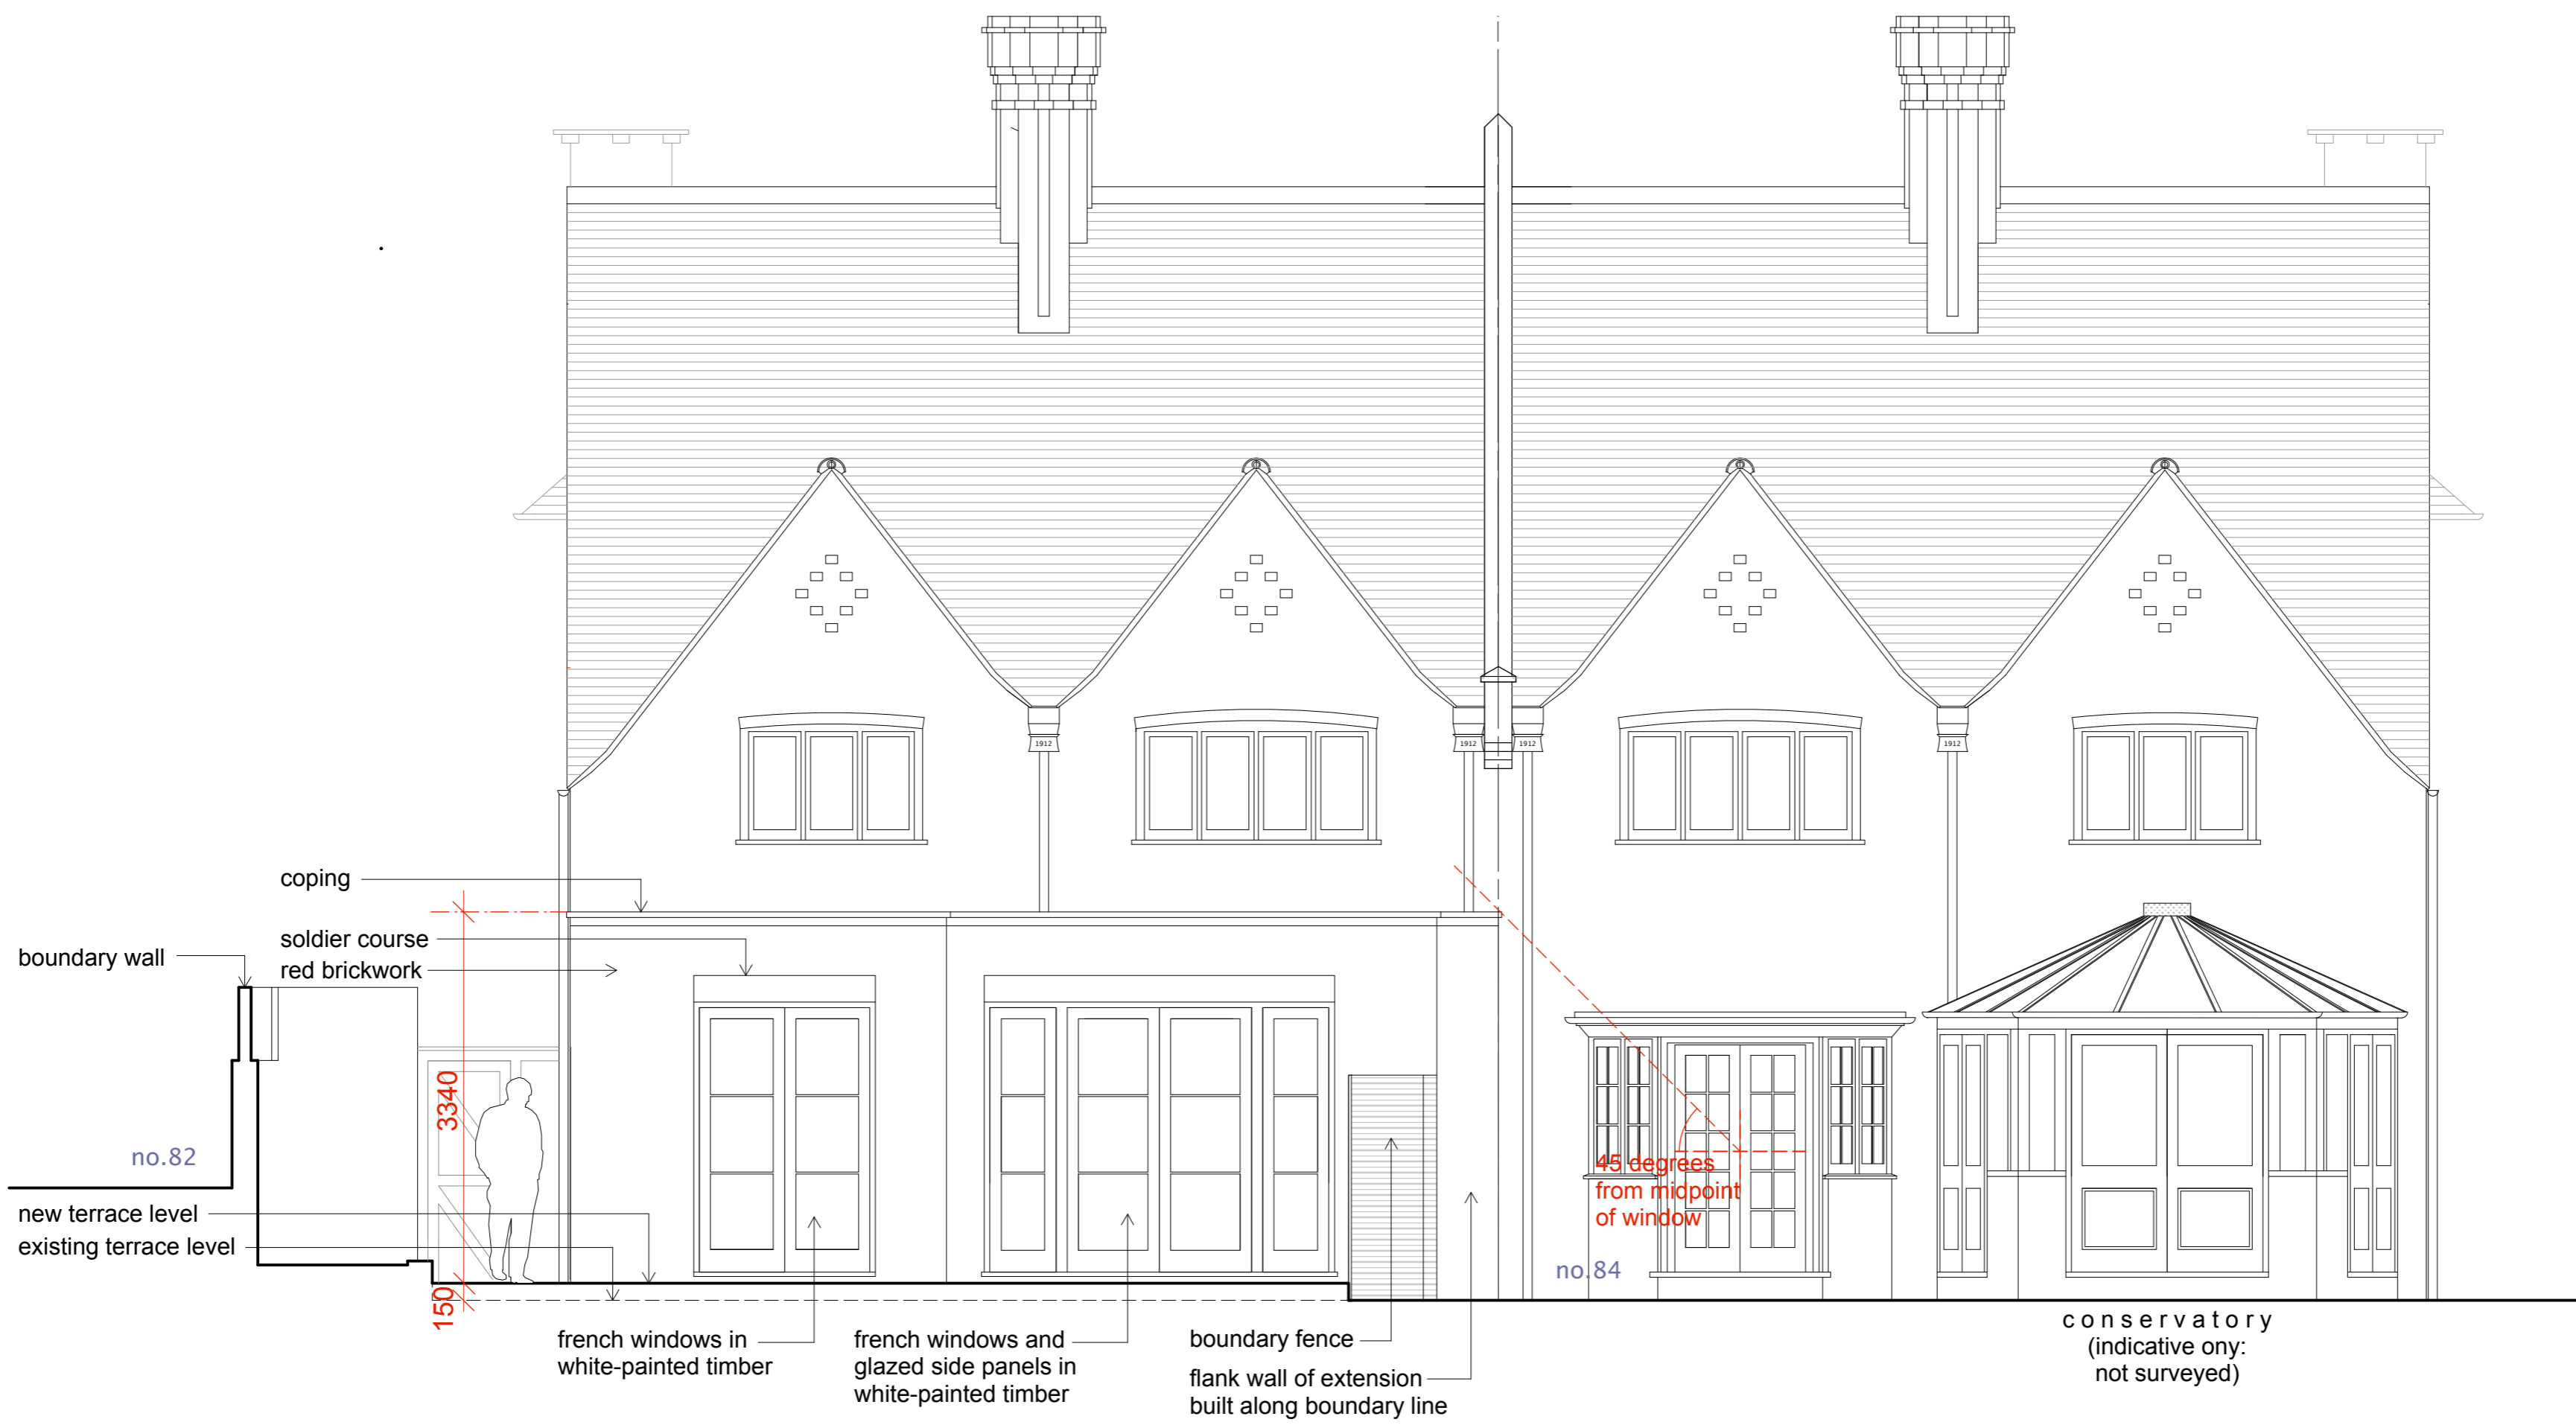 1912
1912
1912
1912
coping
soldier course
red brickwork
boundary wall
3340
no.82
new terrace level
existing terrace level
150
45 degrees
from midpoint
of window
no.84
french windows in
white-painted timber
french windows and
glazed side panels in
white-painted timber
boundary fence
flank wall of extension
built along boundary line
conservatory
(indicative ony:
not surveyed)